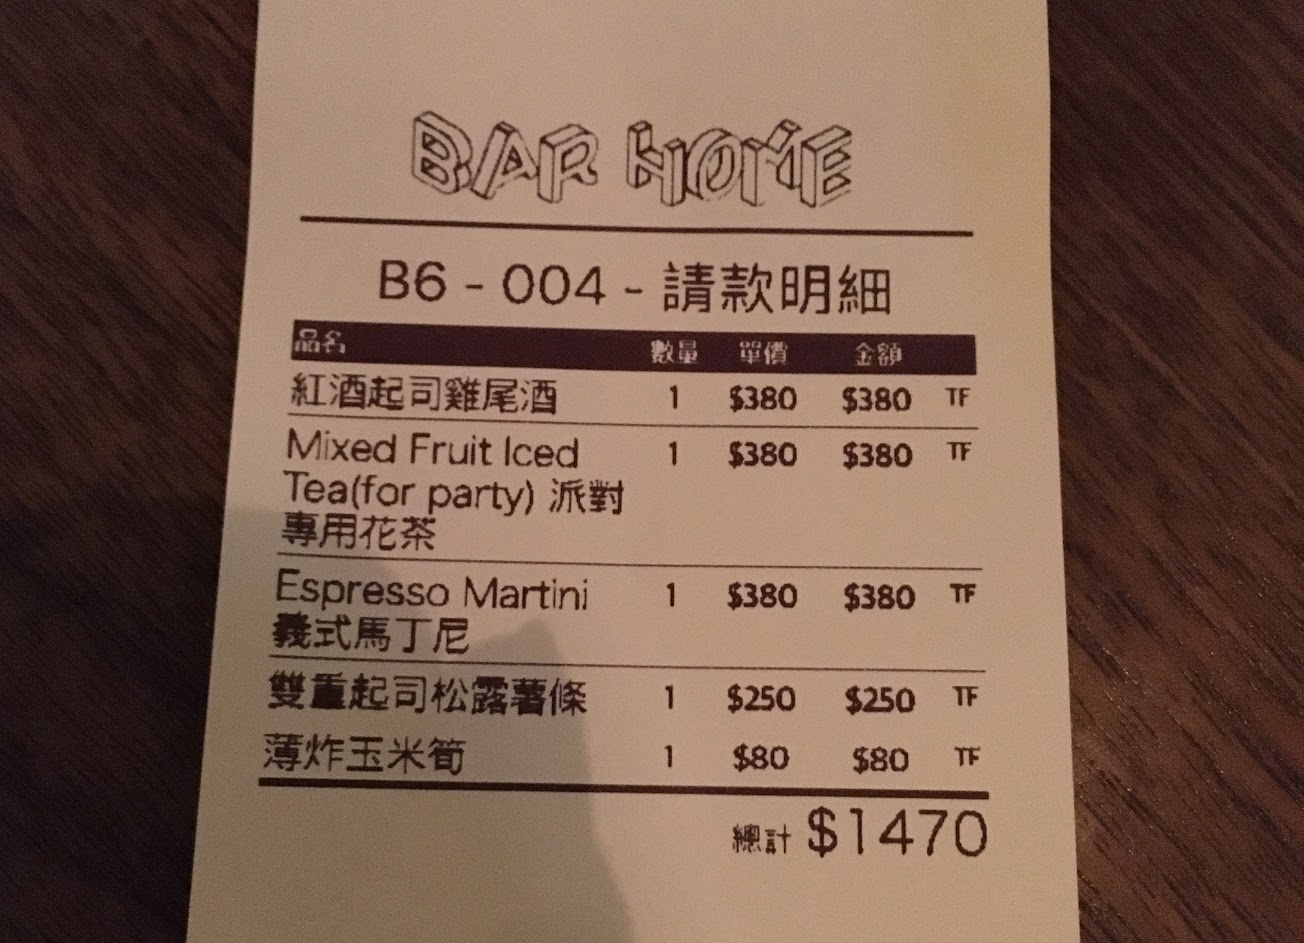 BAR HOME
B6 - 004 - 請款明細
品名 數量 單價 金額
紅酒起司雞尾酒 1 $380 $380 TF
Mixed Fruit Iced 1 $380 $380 TF
Tea(for party) 派對
專用花茶
Espresso Martini 1 $380 $380 TF
義式馬丁尼
雙重起司松露薯條 1 $250 $250 TF
薄炸玉米筍 1 $80 $80 TF
總計 $1470